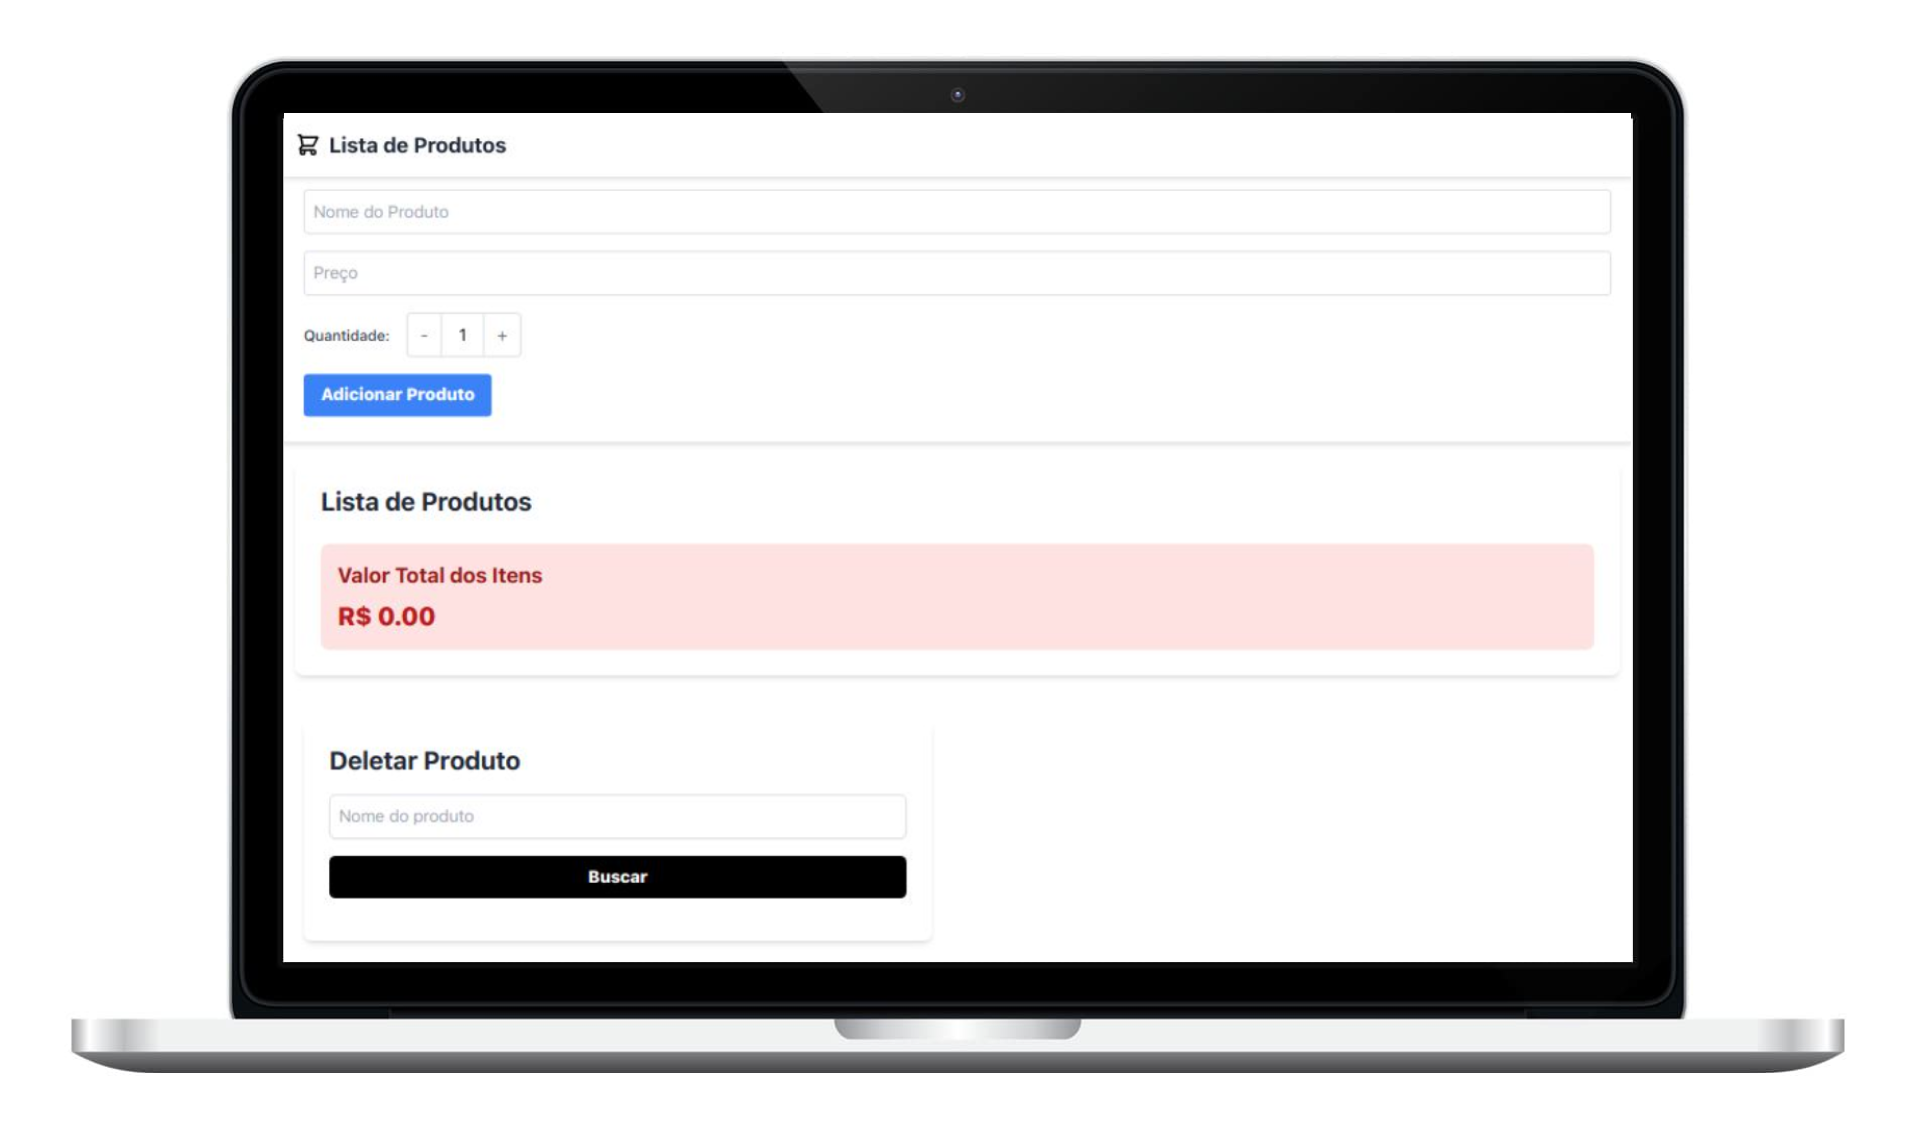 Lista de Produtos
Nome do Produto
Preço
Quantidade: - 1 +
Adicionar Produto
Lista de Produtos
Valor Total dos Itens
R$ 0.00
Deletar Produto
Nome do produto
Buscar